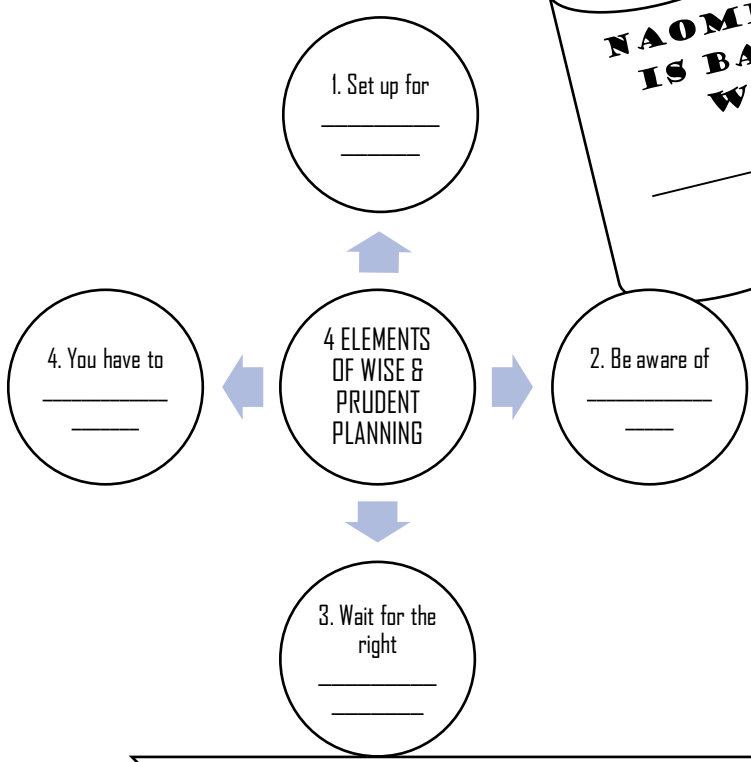 NAOMI
IS BA
W
1. Set up for
4 ELEMENTS
OF WISE &
PRUDENT
PLANNING
4. You have to
2. Be aware of
3. Wait for the
right